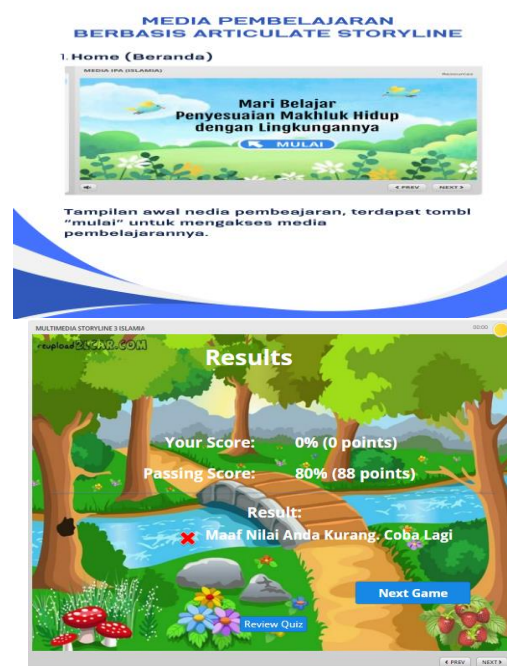 MEDIA PEMBELAJARAN
BERBASIS ARTICULATE STORYLINE
1. Home (Beranda)
MEDIA IPA (ISLAMIA)
Mari Belajar
Penyesuaian Makhluk Hidup
dengan Lingkungannya
MULAI
< PREV NEXT >
Tampilan awal nedia pembeajaran, terdapat tombl
"mulai" untuk mengakses media
pembelajarannya.
MULTIMEDIA STORYLINE 3 ISLAMIA 00:00
Results
Your Score: 0% (0 points)
Passing Score: 80% (88 points)
Result:
Maaf Nilai Anda Kurang. Coba Lagi
Next Game
Review Quiz
< PREV NEXT >